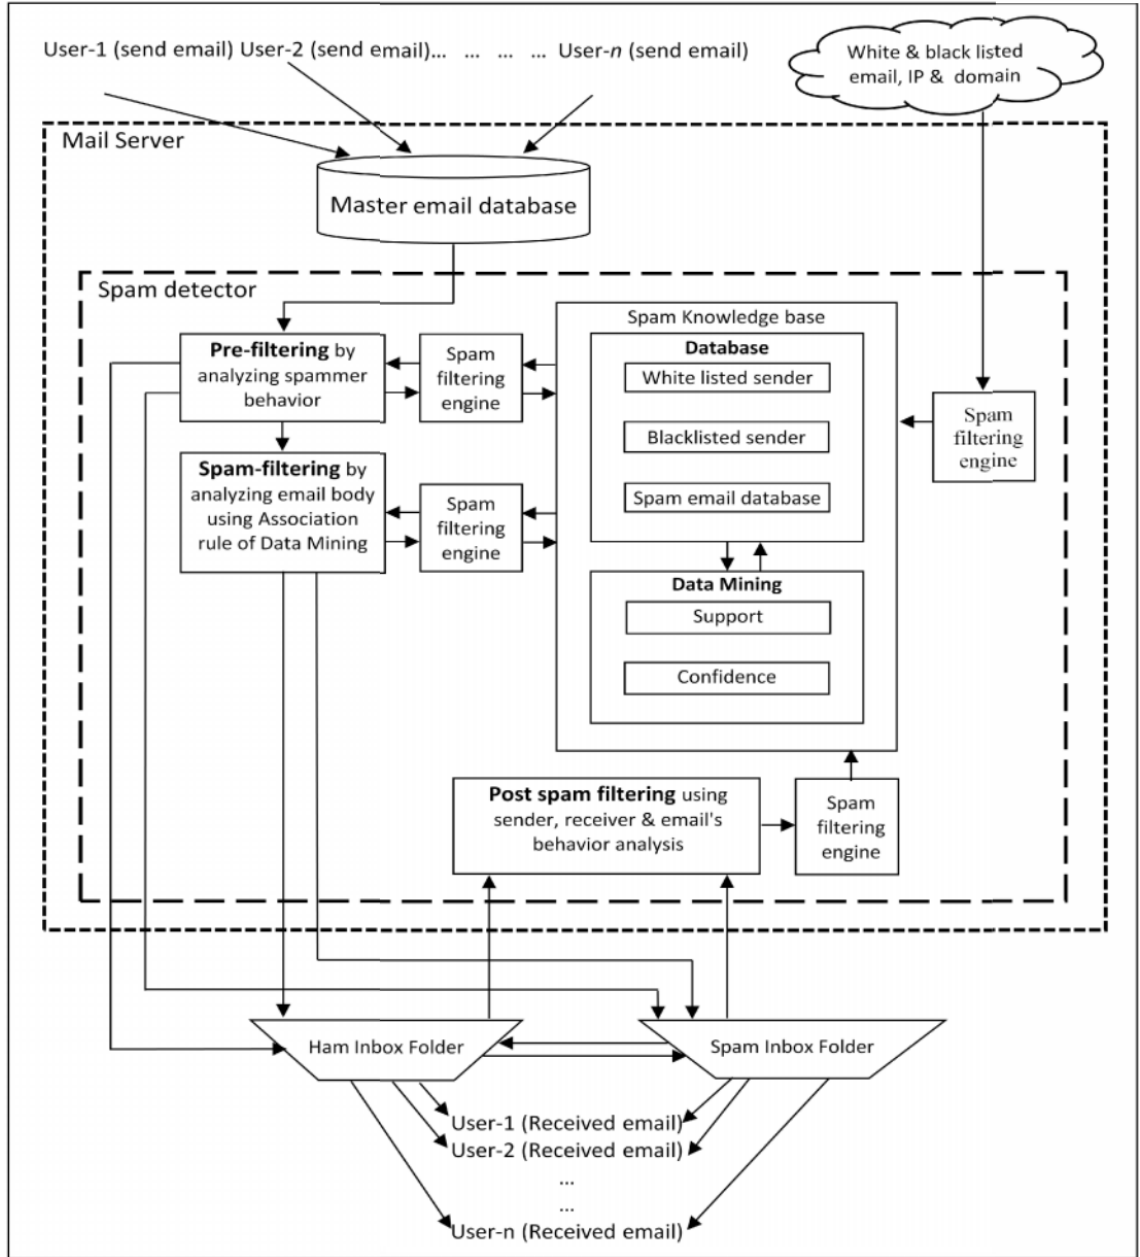 User-1 (send email) User-2 (send email)... ... ... ... User-n (send email)
White & black listed
email, IP & domain
Mail Server
Master email database
Spam detector
Pre-filtering by
analyzing spammer
behavior
Spam
filtering
engine
Spam Knowledge base
Database
White listed sender
Blacklisted sender
Spam email database
Spam
filtering
engine
Spam-filtering by
analyzing email body
using Association
rule of Data Mining
Spam
filtering
engine
Data Mining
Support
Confidence
Post spam filtering using
sender, receiver & email's
behavior analysis
Spam
filtering
engine
Ham Inbox Folder
Spam Inbox Folder
User-1 (Received email)
User-2 (Received email)
...
...
User-n (Received email)